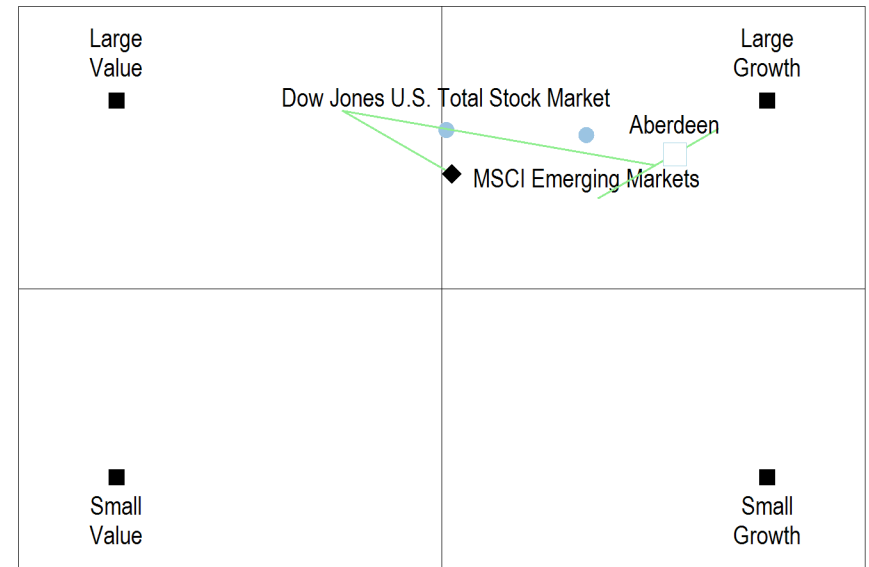 Large
Value
Large
Growth
Dow Jones U.S. Total Stock Market
Aberdeen
MSCI Emerging Markets
Small
Value
Small
Growth